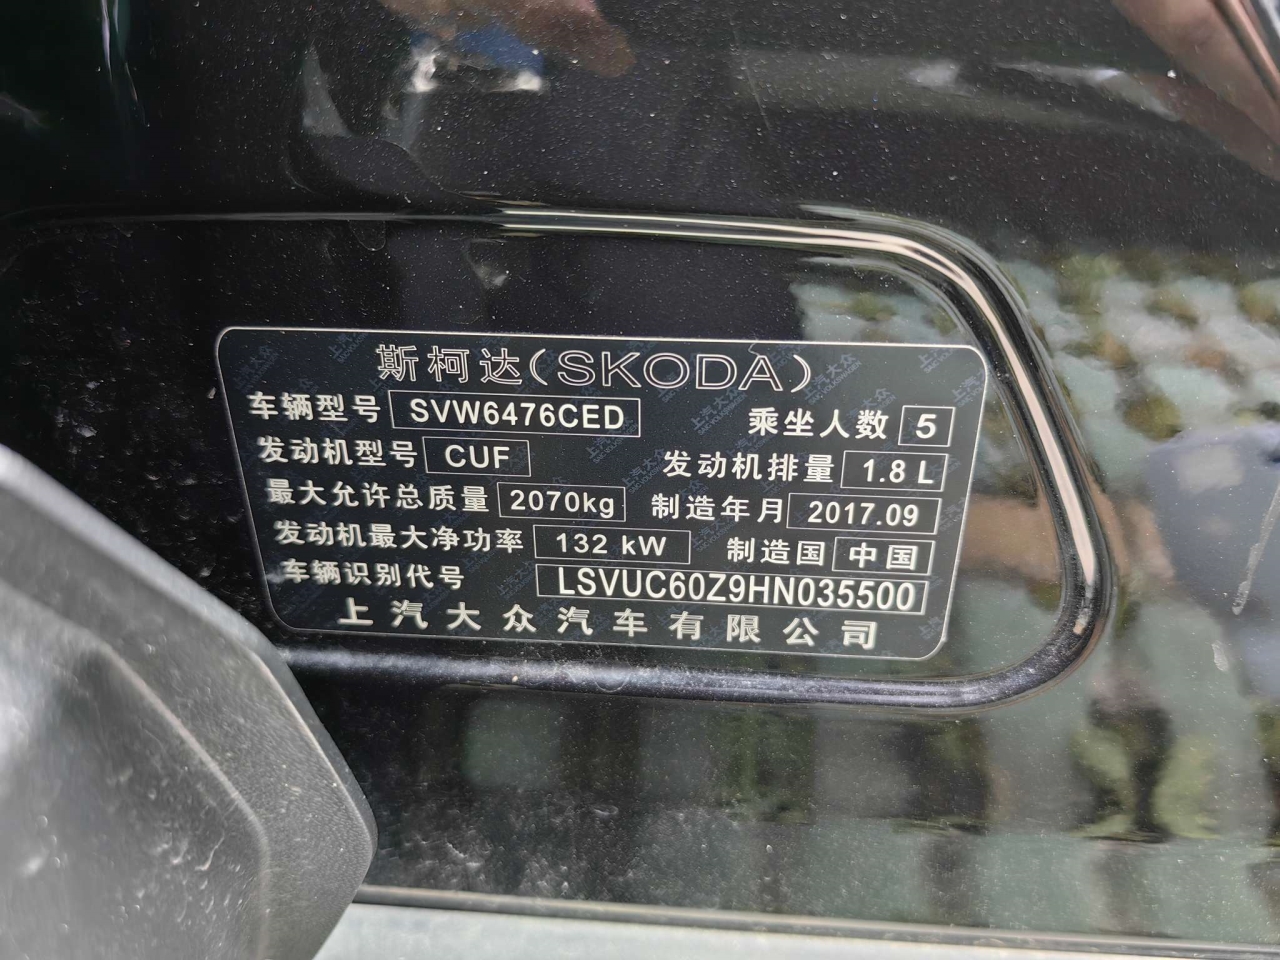 斯柯达(SKODA)
车辆型号 SVW6476CED 乘坐人数 5
发动机型号 CUF 发动机排量 1.8 L
最大允许总质量 2070kg 制造年月 2017.09
发动机最大净功率 132 kW 制造国 中国
车辆识别代号 LSVUC60Z9HN035500
上汽大众汽车有限公司